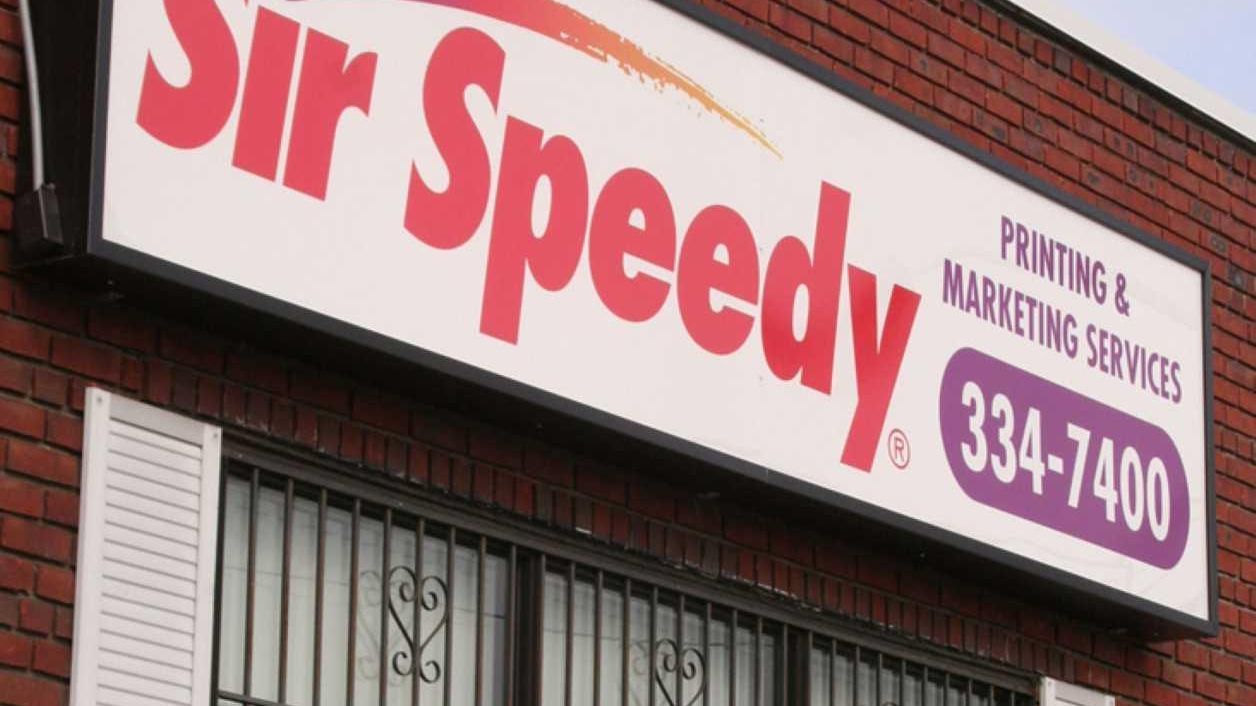 Sir Speedy®
PRINTING &
MARKETING SERVICES
334-7400